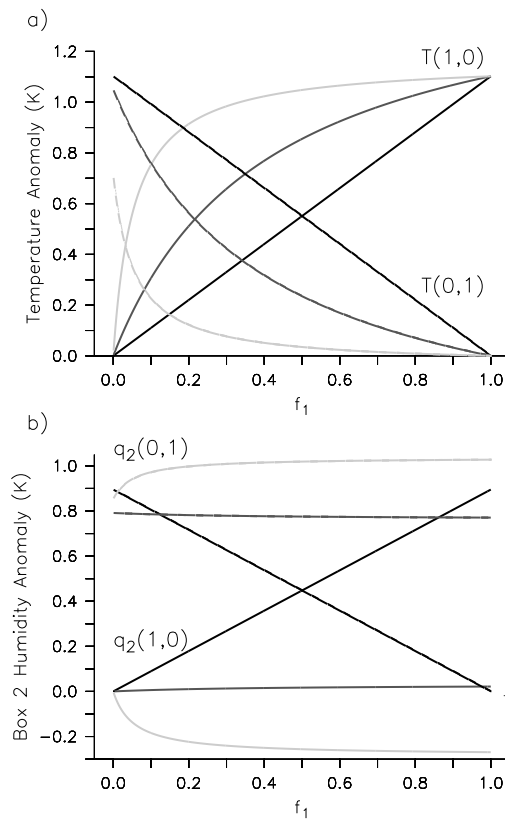 a)
Temperature Anomaly (K)
1.2
1.0
0.8
0.6
0.4
0.2
0.0
T(1,0)
T(0,1)
0.0 0.2 0.4 0.6 0.8 1.0
f1
b)
Box 2 Humidity Anomaly (K)
1.0
0.8
0.6
0.4
0.2
0.0
−0.2
q2(0,1)
q2(1,0)
0.0 0.2 0.4 0.6 0.8 1.0
f1